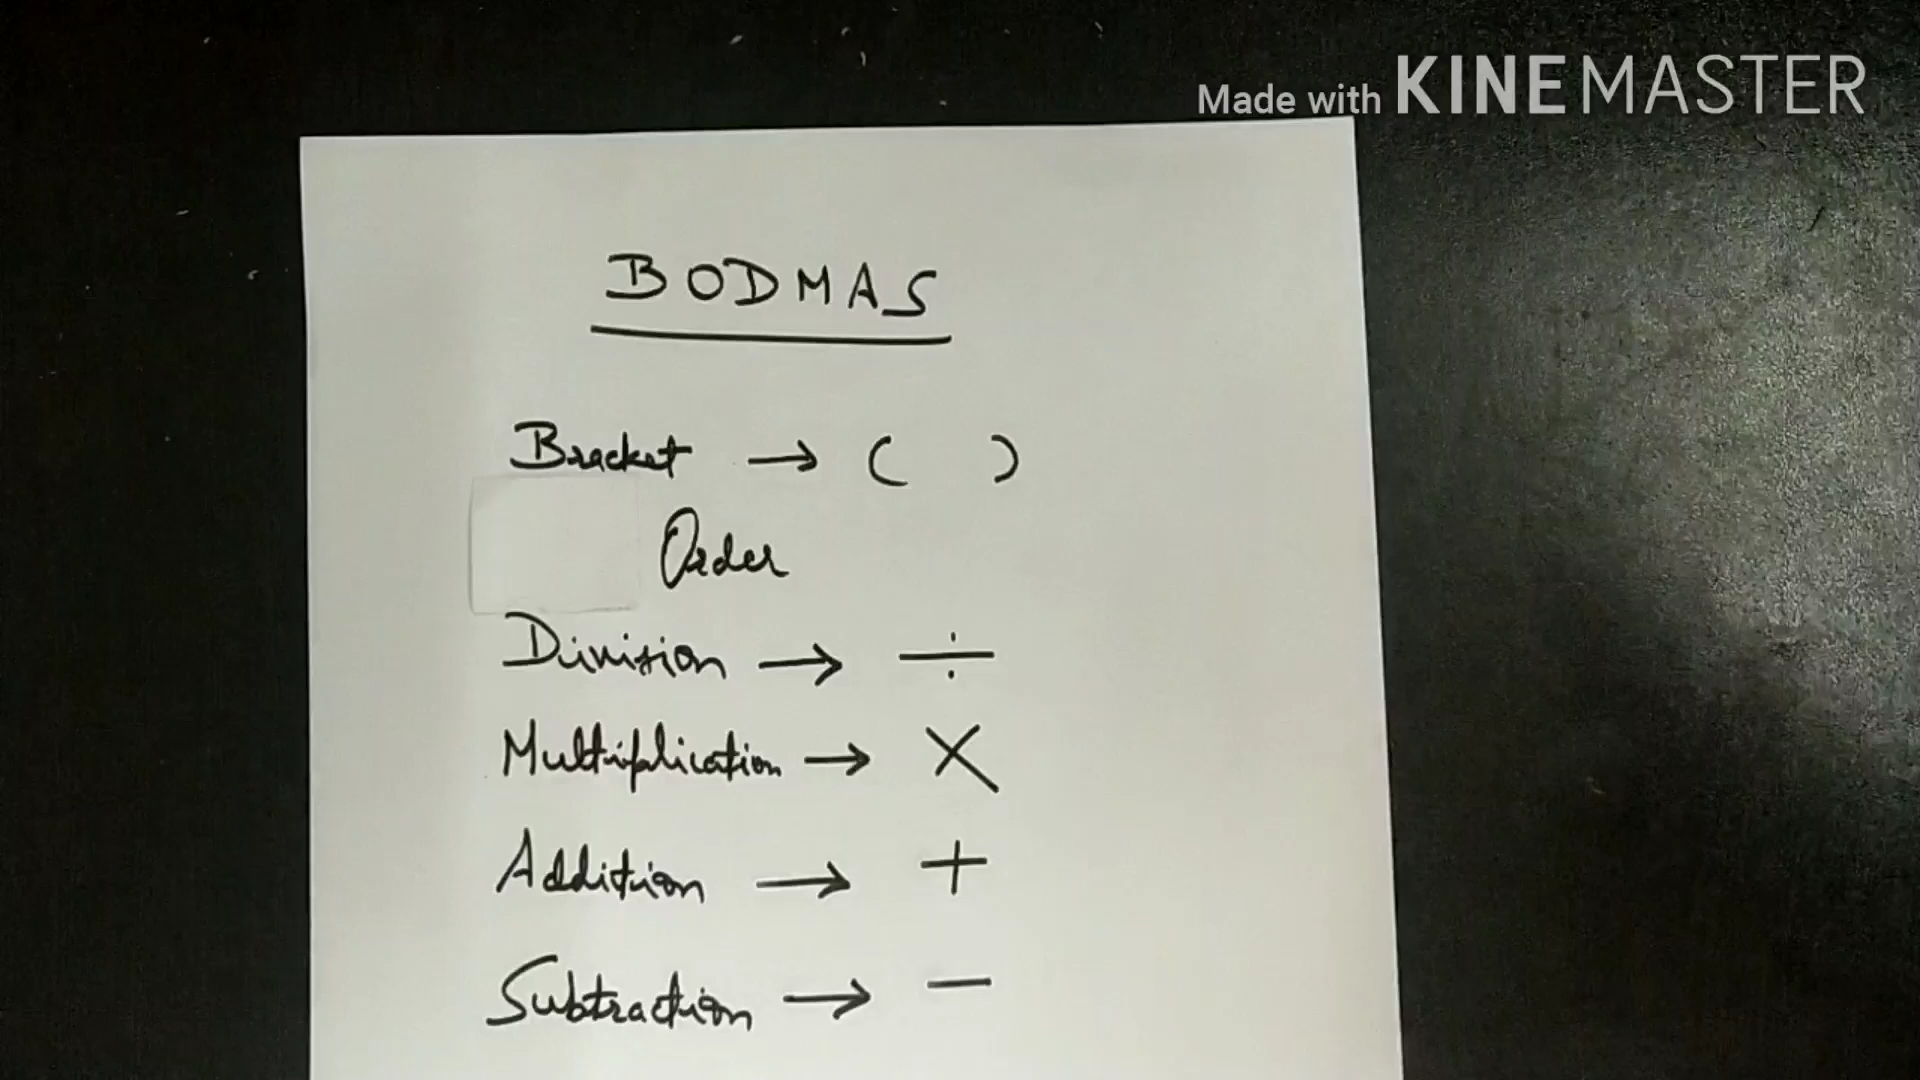 Made with KINEMASTER
BODMAS
Bracket → ( )
Order
Division → ÷
Multiplication → ×
Addition → +
Subtraction → −